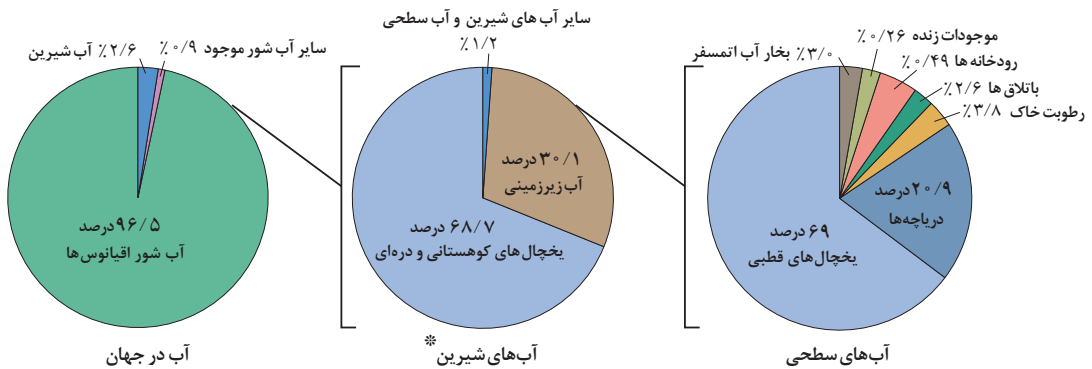 ٪۲/۶ آب شیرین
٪۰/۹ سایر آب شور موجود
۹۶/۵ درصد
آب شور اقیانوس‌ها
آب در جهان
سایر آب های شیرین و آب سطحی
٪۱/۲
۳۰/۱ درصد
آب زیرزمینی
۶۸/۷ درصد
یخچال‌های کوهستانی و دره‌ای
آب‌های شیرین*
٪۳/۰ بخار آب اتمسفر
٪۰/۲۶ موجودات زنده
٪۰/۴۹ رودخانه ها
٪۲/۶ باتلاق ها
٪۳/۸ رطوبت خاک
۲۰/۹ درصد
دریاچه‌ها
۶۹ درصد
یخچال‌های قطبی
آب‌های سطحی